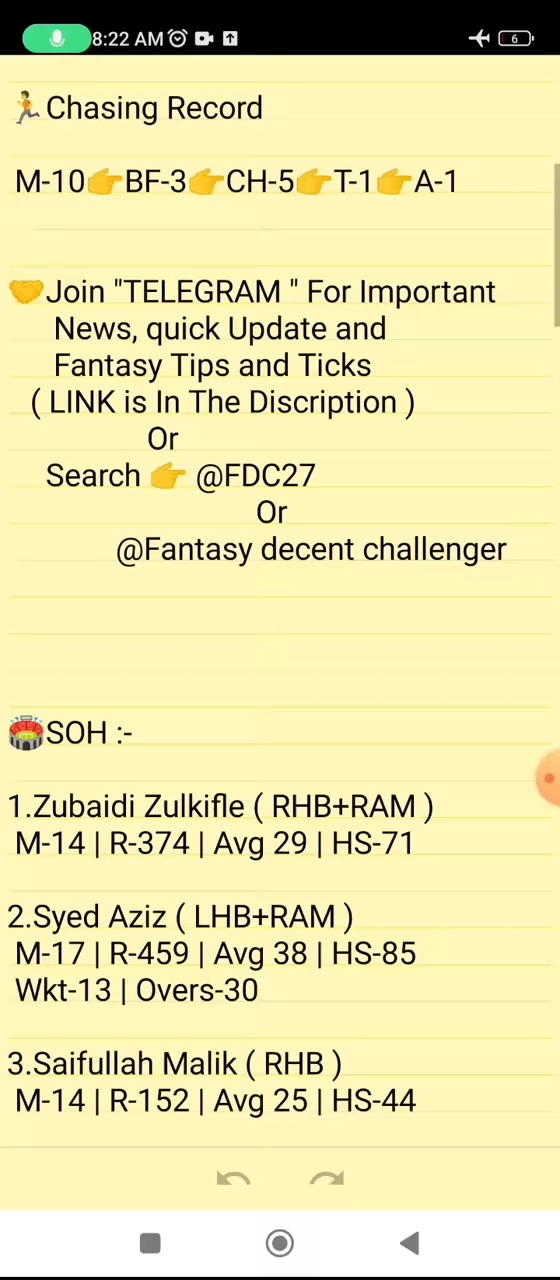 8:22 AM
6
Chasing Record
M-10👉BF-3👉CH-5👉T-1👉A-1
Join "TELEGRAM " For Important
News, quick Update and
Fantasy Tips and Ticks
( LINK is In The Discription )
Or
Search 👉 @FDC27
Or
@Fantasy decent challenger
SOH :-
1.Zubaidi Zulkifle ( RHB+RAM )
M-14 | R-374 | Avg 29 | HS-71
2.Syed Aziz ( LHB+RAM )
M-17 | R-459 | Avg 38 | HS-85
Wkt-13 | Overs-30
3.Saifullah Malik ( RHB )
M-14 | R-152 | Avg 25 | HS-44